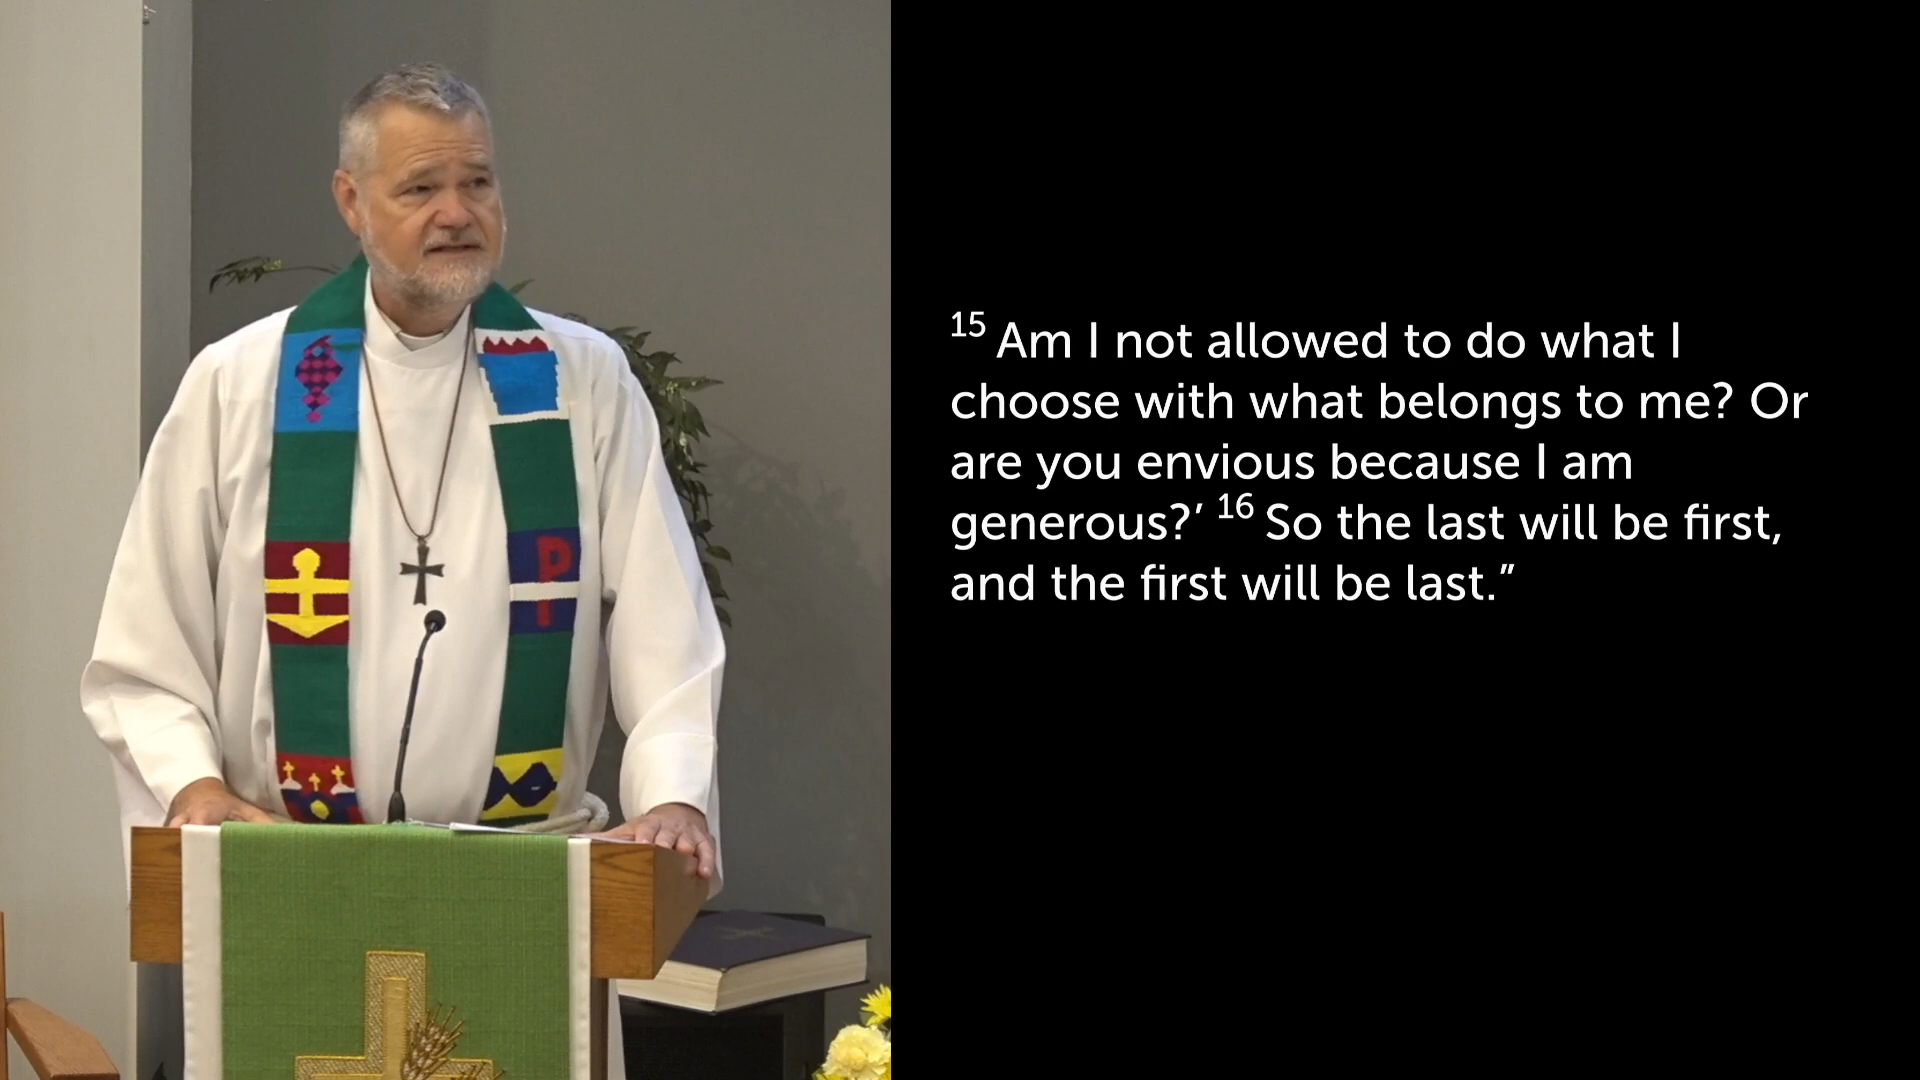 15 Am I not allowed to do what I
choose with what belongs to me? Or
are you envious because I am
generous?’ 16 So the last will be first,
and the first will be last.”